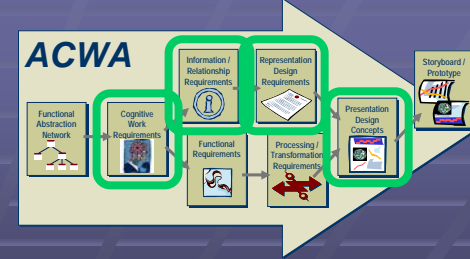 ACWA
Information /
Relationship
Requirements
Representation
Design
Requirements
Storyboard /
Prototype
Functional
Abstraction
Network
Cognitive
Work
Requirements
Presentation
Design
Concepts
Functional
Requirements
Processing /
Transformation
Requirements